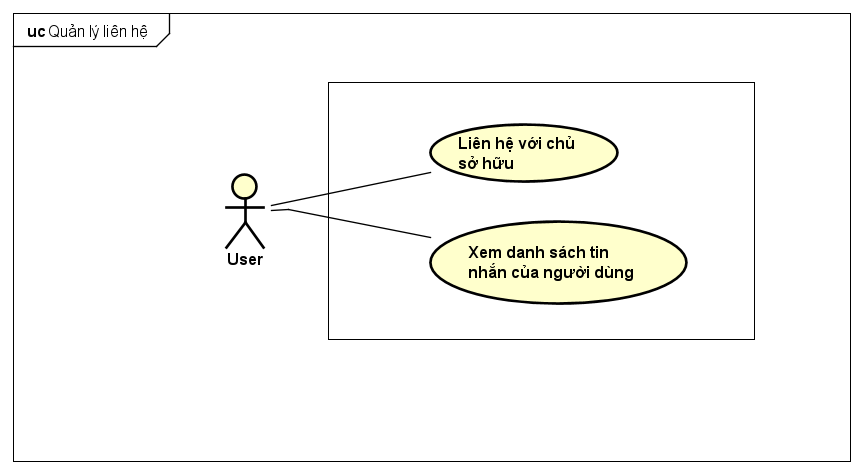 uc Quản lý liên hệ
Liên hệ với chủ
sở hữu
User
Xem danh sách tin
nhắn của người dùng